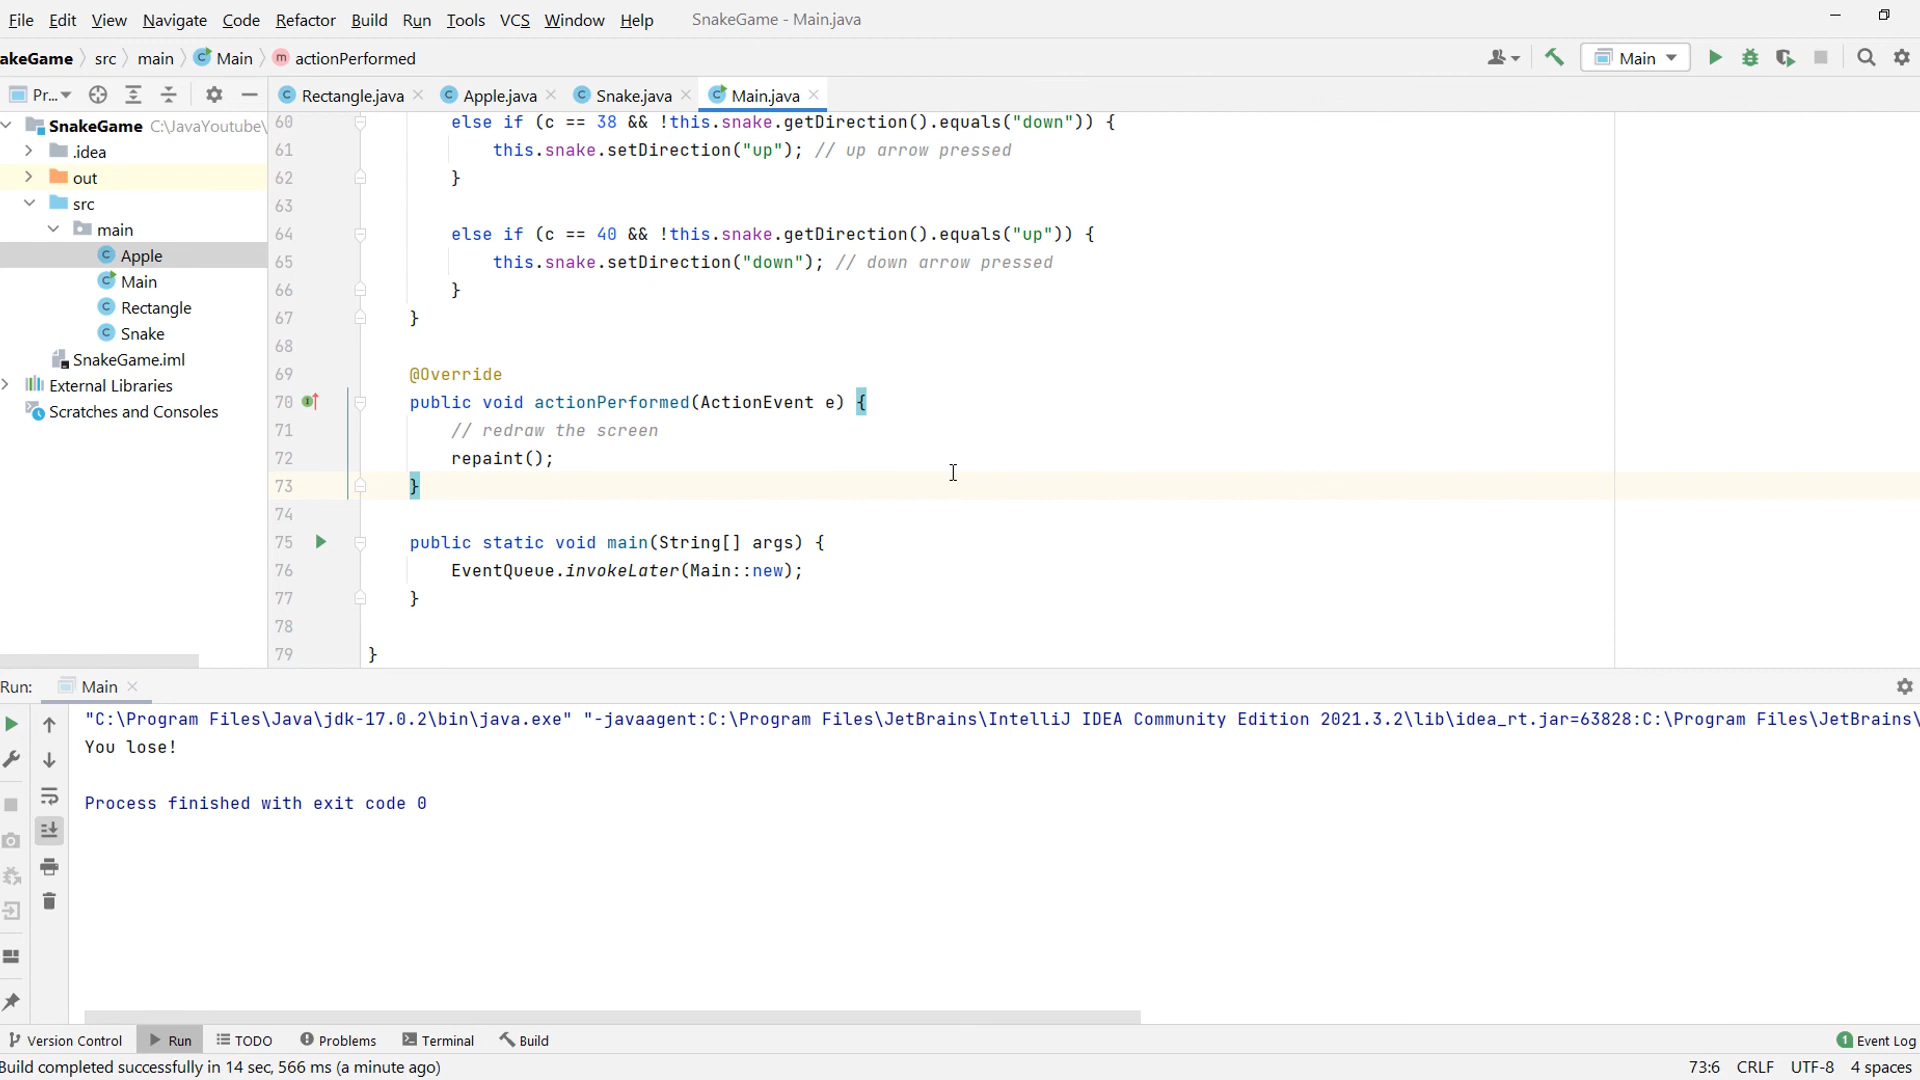 File Edit View Navigate Code Refactor Build Run Tools VCS Window Help SnakeGame - Main.java
akeGame src main Main actionPerformed Main
Pr... Rectangle.java Apple.java Snake.java Main.java
SnakeGame C:\JavaYoutube\
.idea
out
src
main
Apple
Main
Rectangle
Snake
SnakeGame.iml
External Libraries
Scratches and Consoles
60 else if (c == 38 && !this.snake.getDirection().equals("down")) {
61 this.snake.setDirection("up"); // up arrow pressed
62 }
63
64 else if (c == 40 && !this.snake.getDirection().equals("up")) {
65 this.snake.setDirection("down"); // down arrow pressed
66 }
67 }
68
69 @Override
70 public void actionPerformed(ActionEvent e) {
71 // redraw the screen
72 repaint();
73 }
74
75 public static void main(String[] args) {
76 EventQueue.invokeLater(Main::new);
77 }
78
79 }
Run: Main
"C:\Program Files\Java\jdk-17.0.2\bin\java.exe" "-javaagent:C:\Program Files\JetBrains\IntelliJ IDEA Community Edition 2021.3.2\lib\idea_rt.jar=63828:C:\Program Files\JetBrains\
You lose!
Process finished with exit code 0
Version Control Run TODO Problems Terminal Build 1 Event Log
Build completed successfully in 14 sec, 566 ms (a minute ago) 73:6 CRLF UTF-8 4 spaces